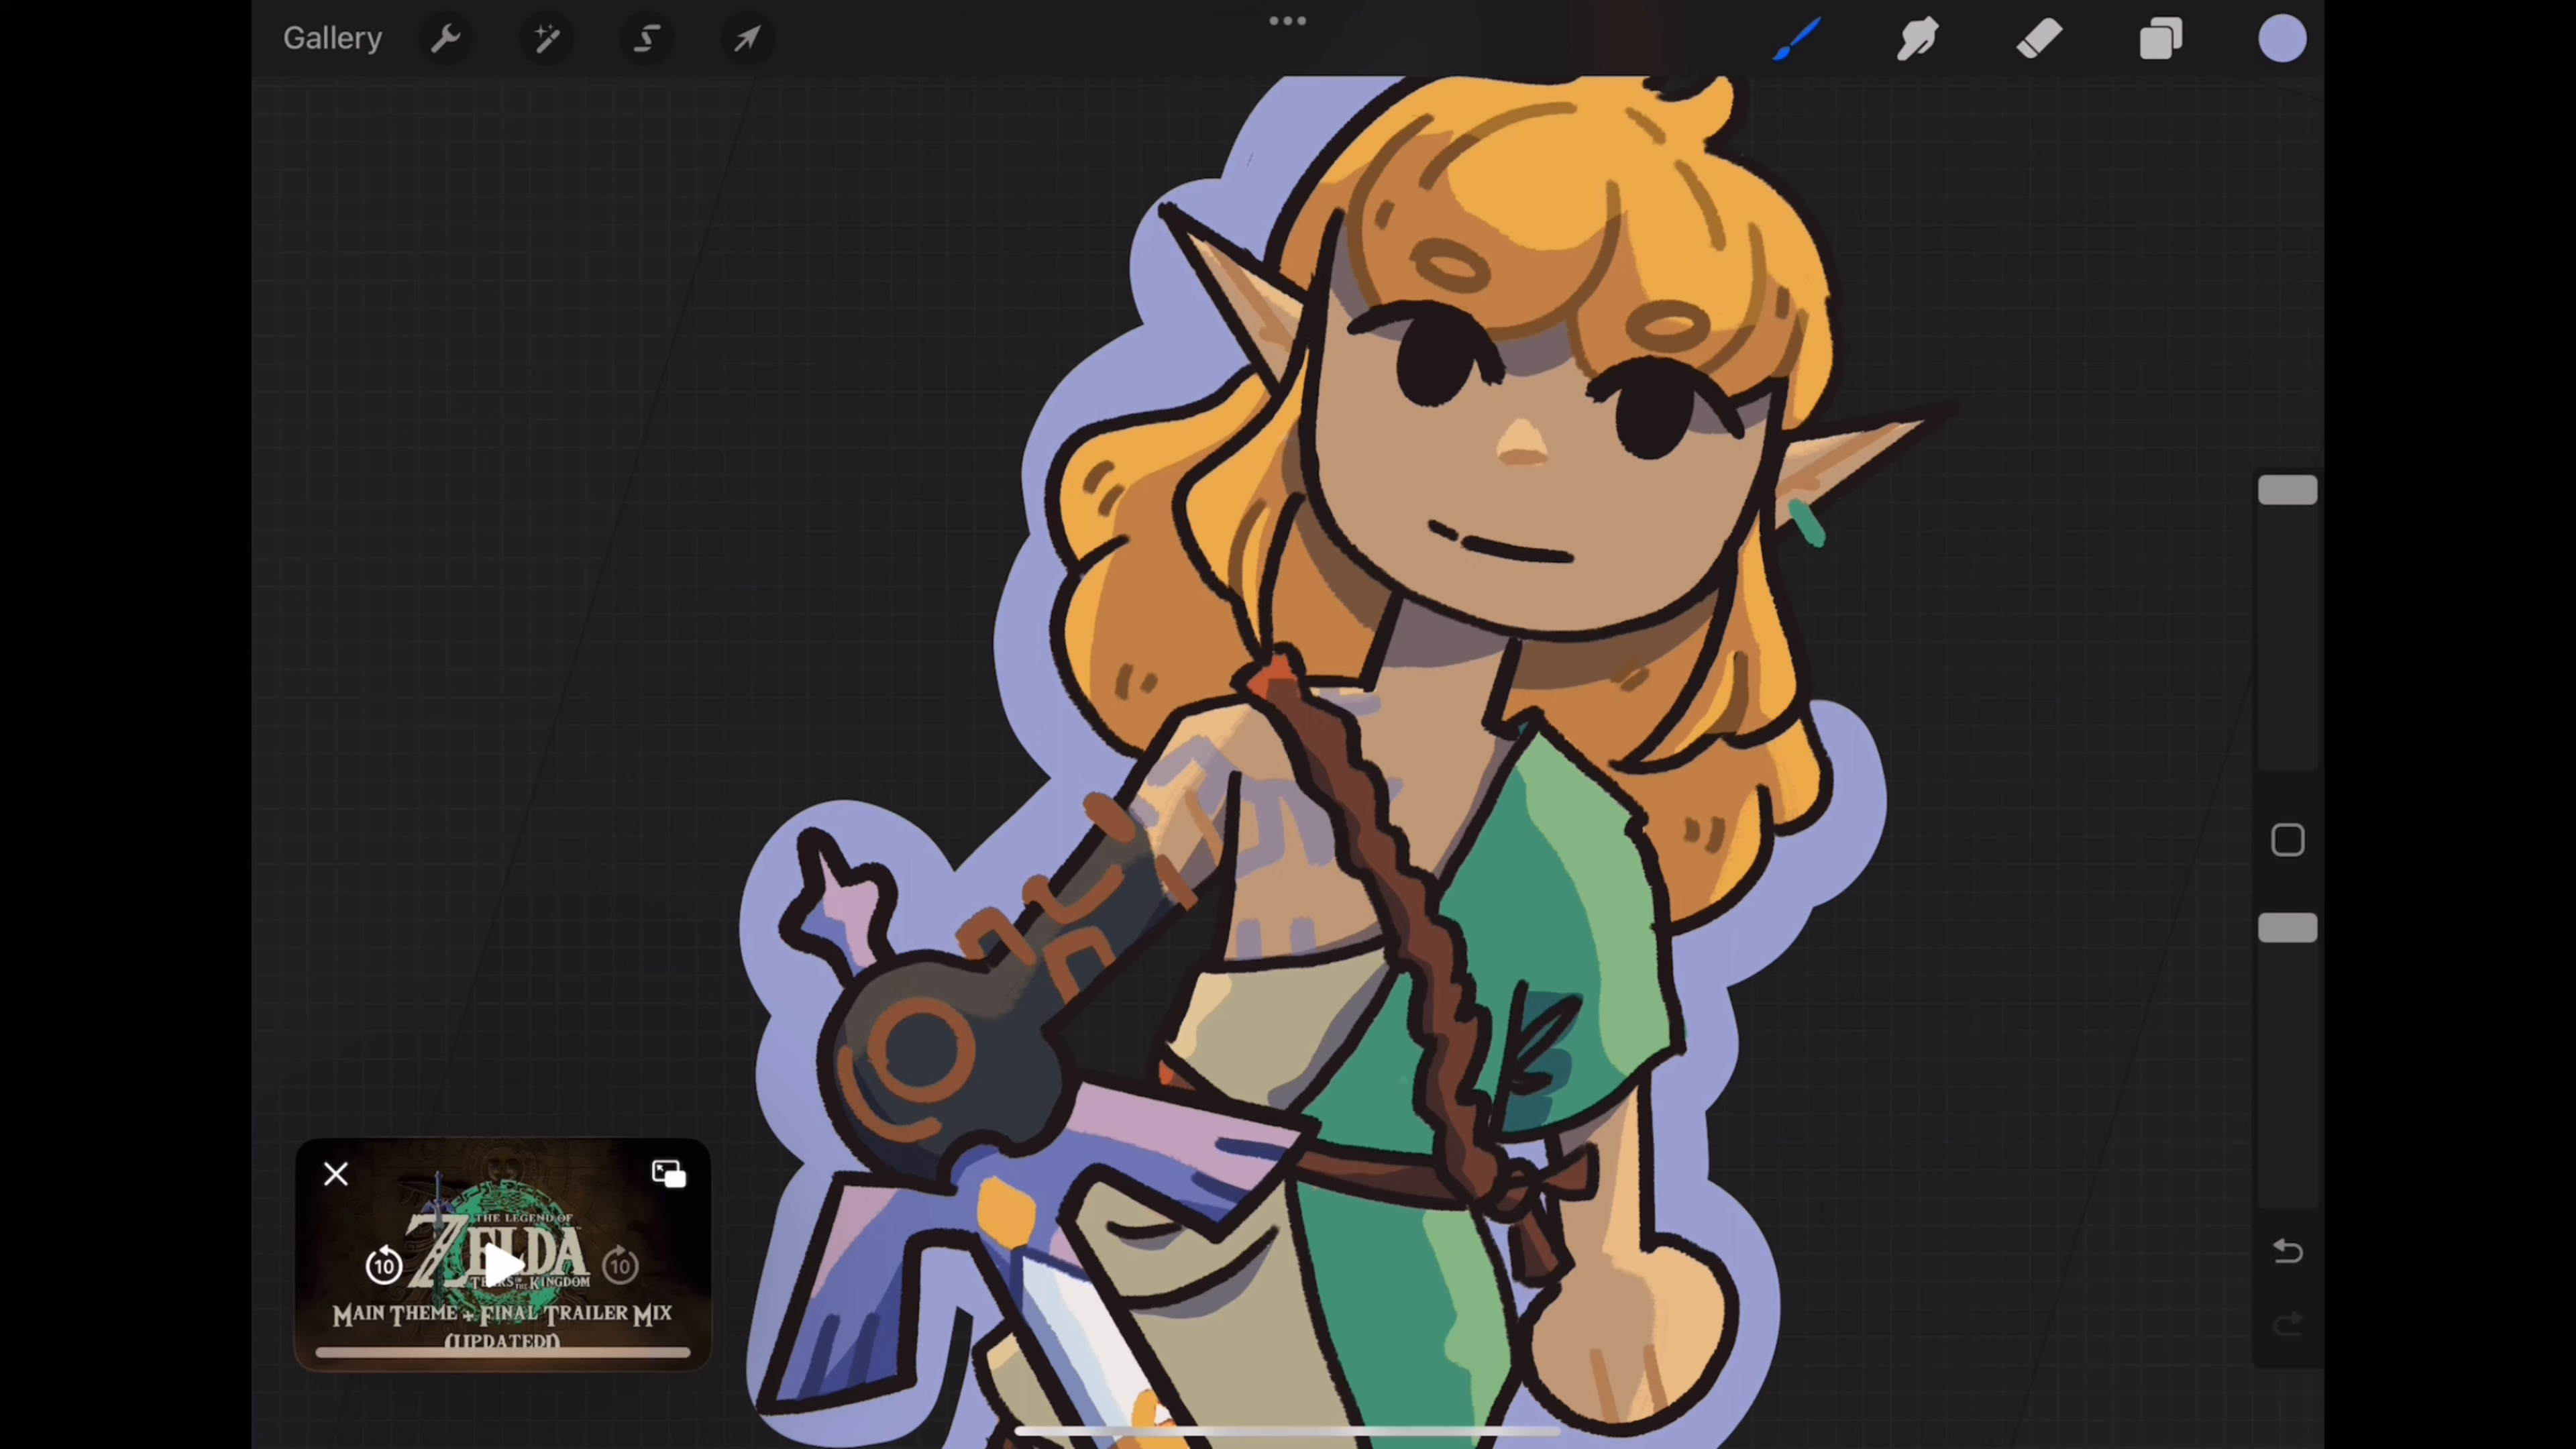 Gallery
THE LEGEND OF
ZELDA
TEARS OF THE KINGDOM
MAIN THEME + FINAL TRAILER MIX
(UPDATED!)
10
10